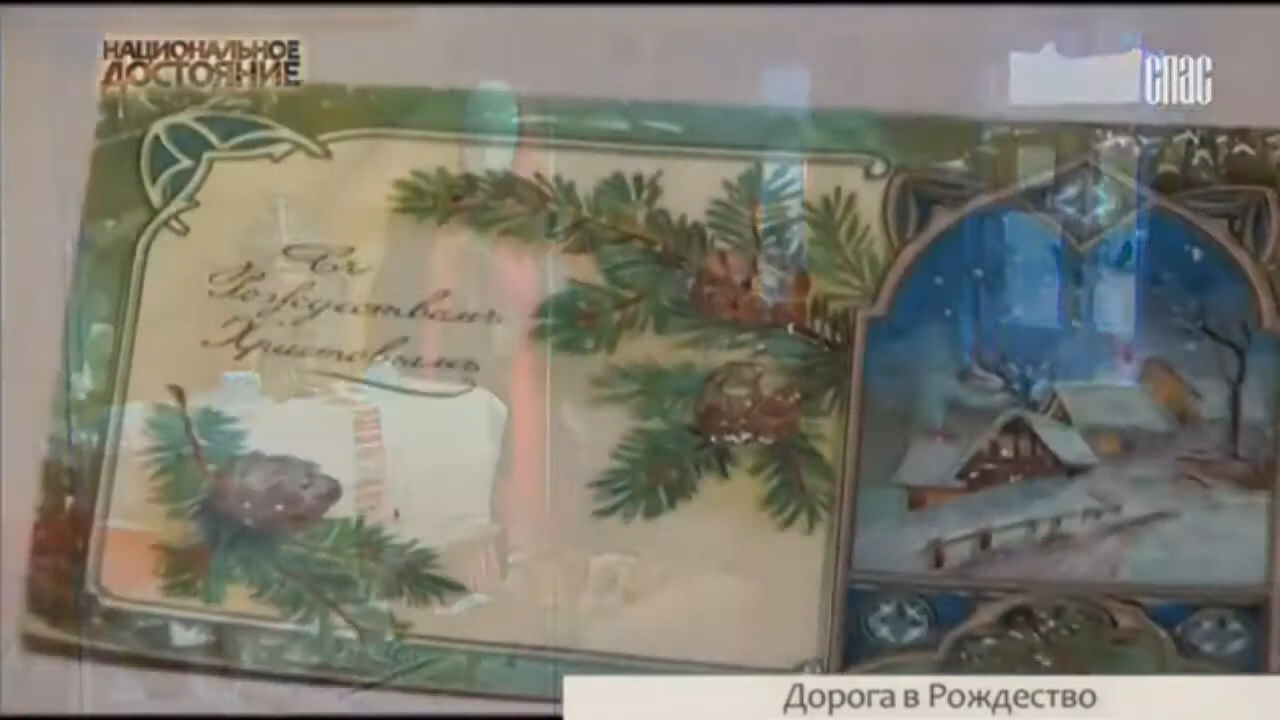 НАЦИОНАЛЬНОЕ
ДОСТОЯНИЕ
спас
Съ
Рождествомъ
Христовымъ
Дорога в Рождество